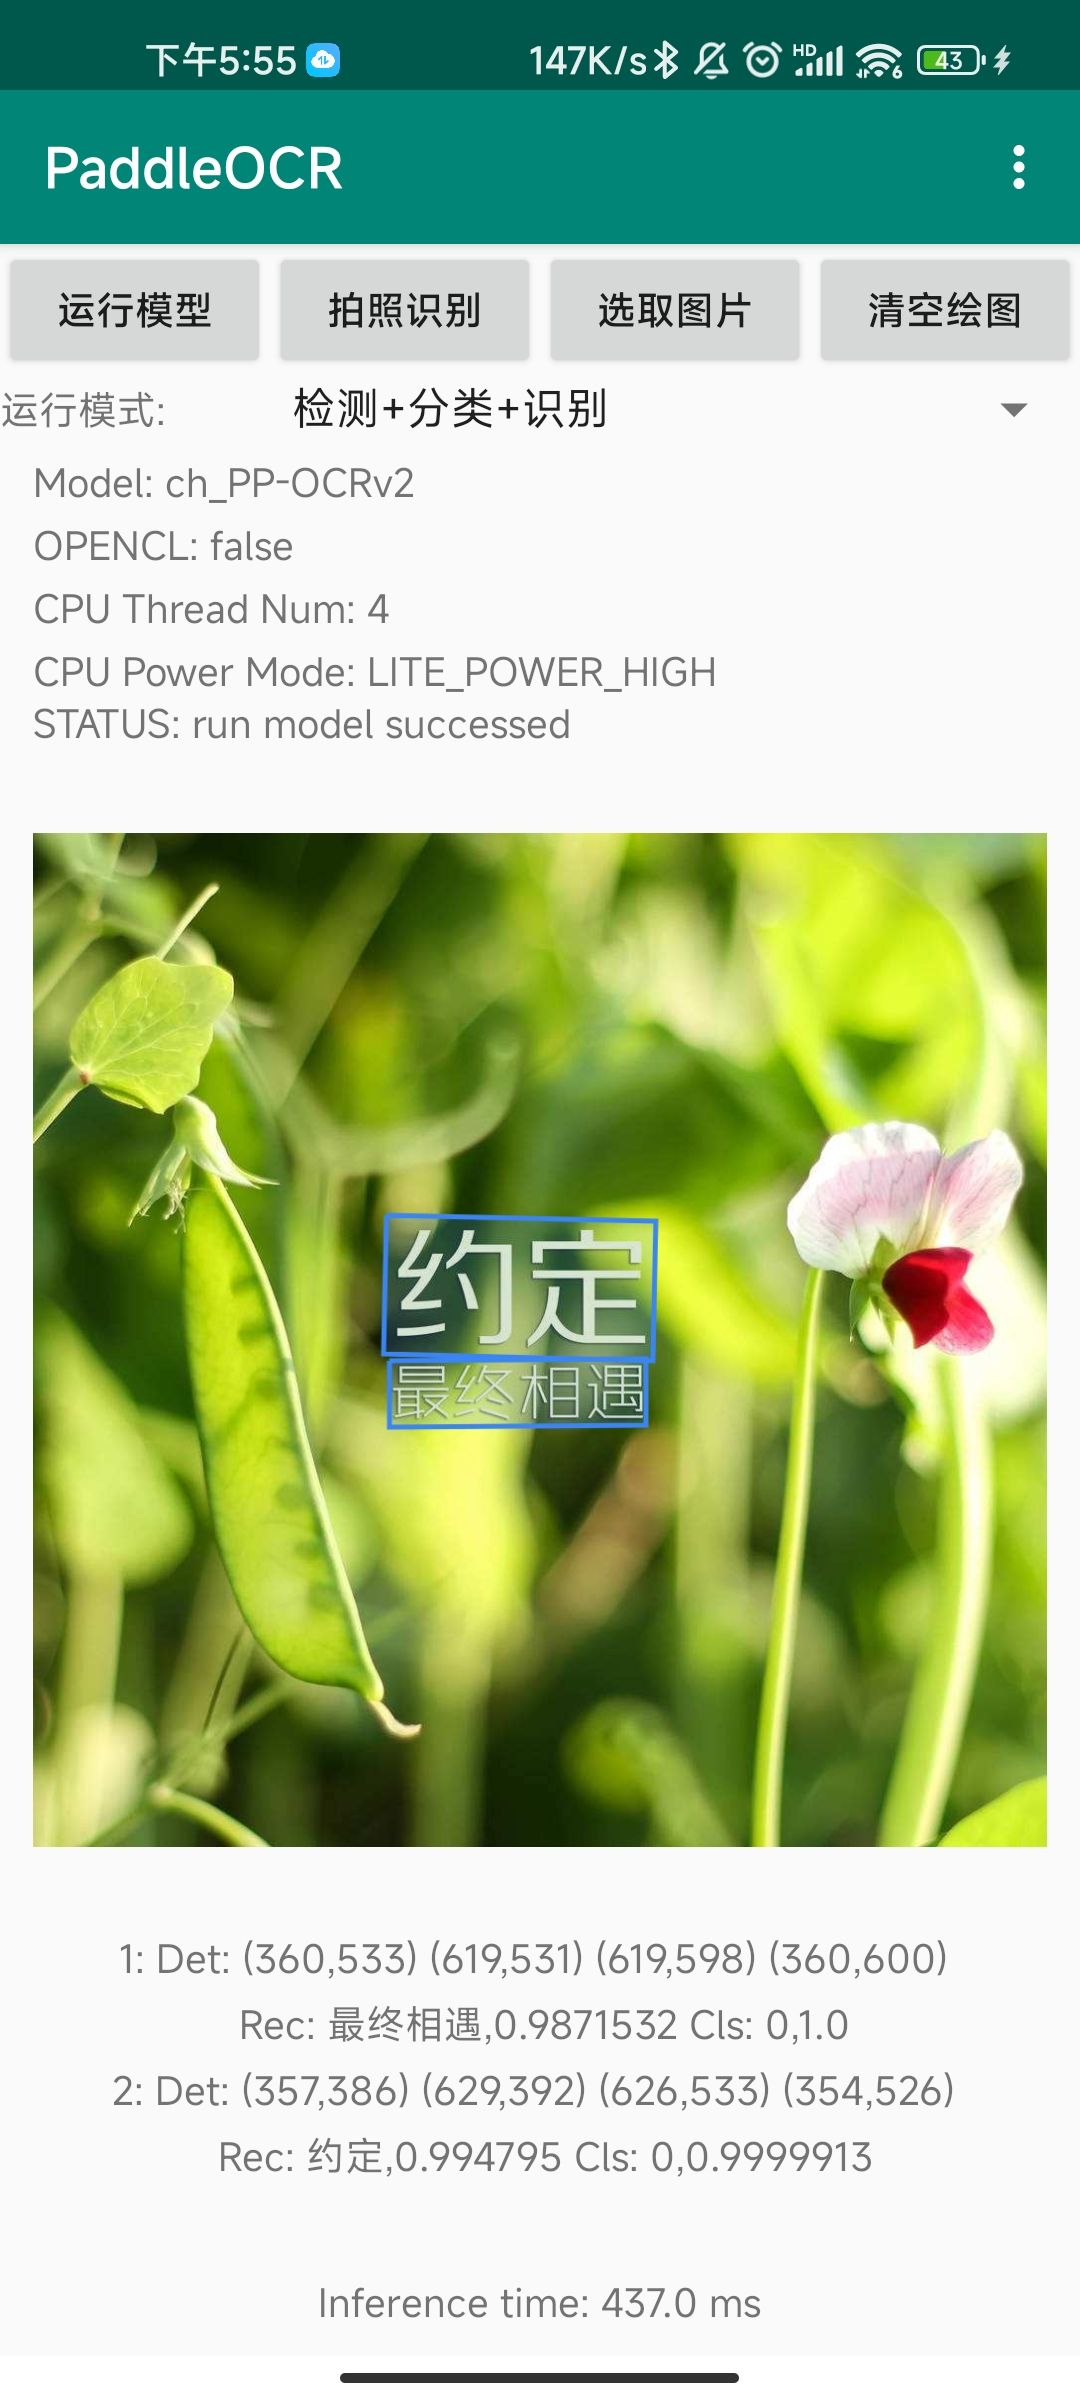 下午5:55 147K/s HD 6 43
PaddleOCR
运行模型 拍照识别 选取图片 清空绘图
运行模式: 检测+分类+识别
Model: ch_PP-OCRv2
OPENCL: false
CPU Thread Num: 4
CPU Power Mode: LITE_POWER_HIGH
STATUS: run model successed
约定
最终相遇
1: Det: (360,533) (619,531) (619,598) (360,600)
Rec: 最终相遇,0.9871532 Cls: 0,1.0
2: Det: (357,386) (629,392) (626,533) (354,526)
Rec: 约定,0.994795 Cls: 0,0.9999913
Inference time: 437.0 ms